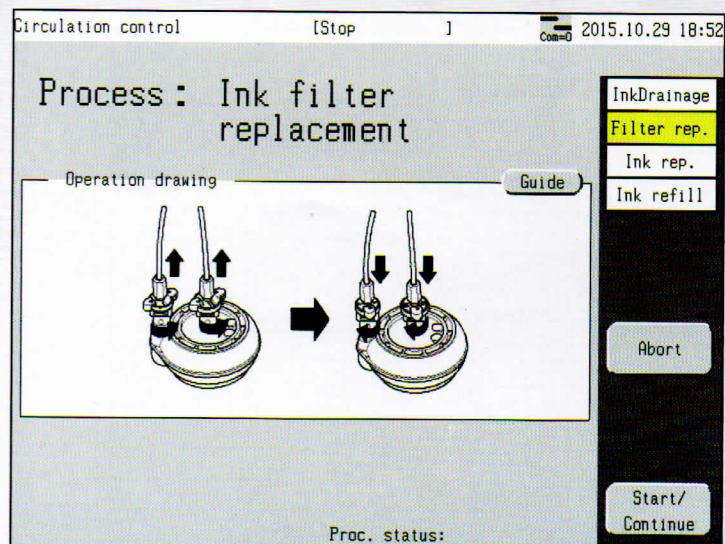 Circulation control [Stop ] Com=0 2015.10.29 18:52
Process: Ink filter
replacement
Operation drawing
Guide
InkDrainage
Filter rep.
Ink rep.
Ink refill
Abort
Start/
Continue
Proc. status: